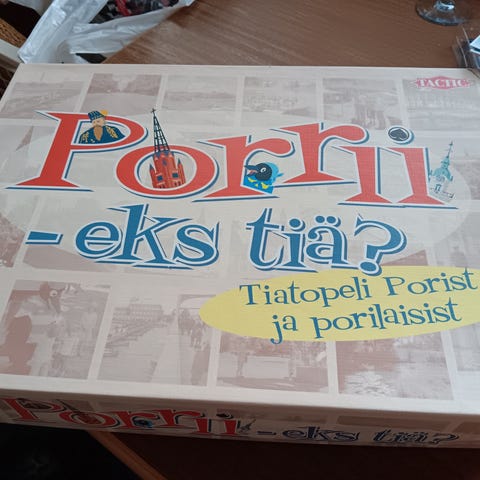 TACTIC
Porrii
- eks tiä?
Tiatopeli Porist
ja porilaisist
Porrii - eks tiä?